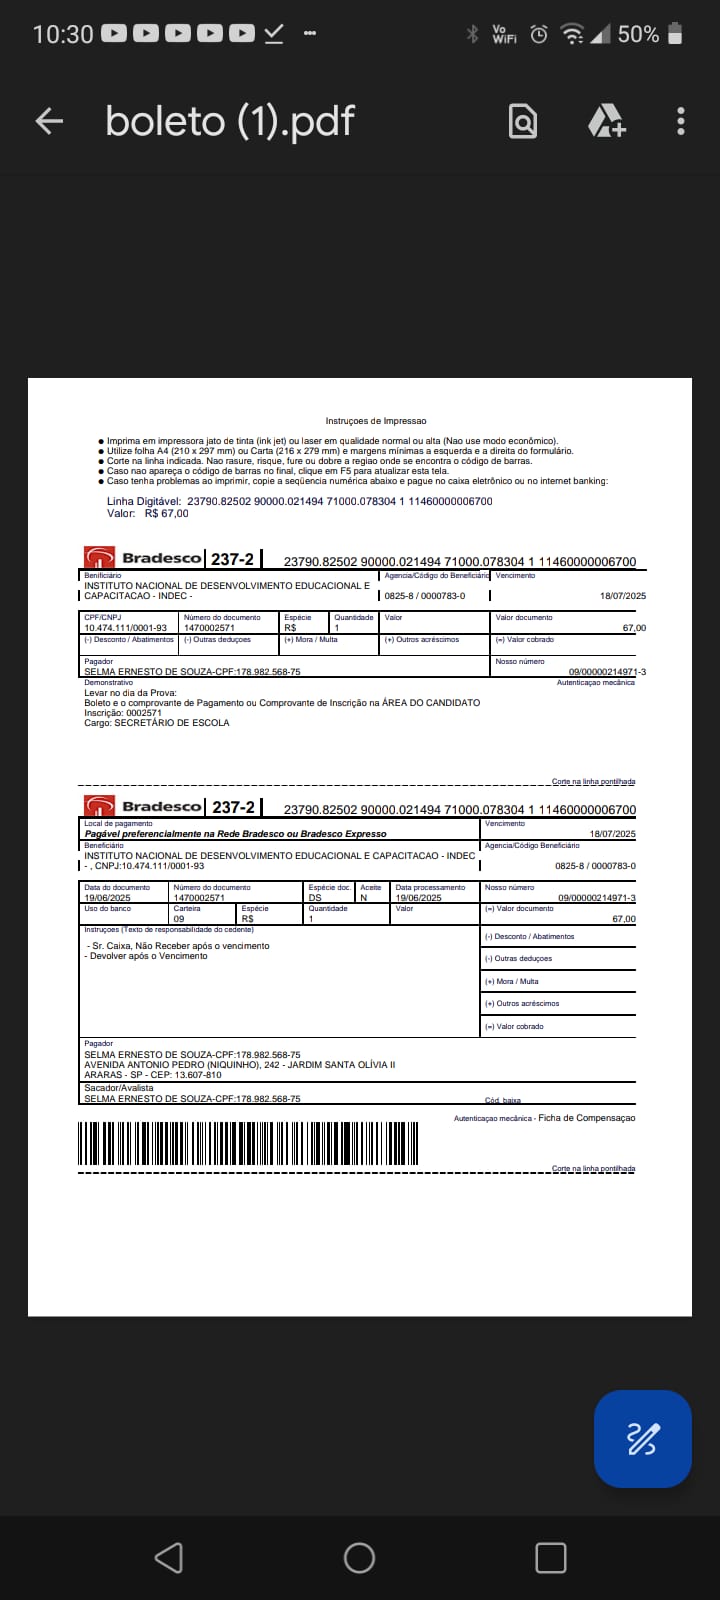 10:30
Vo WiFi
50%
boleto (1).pdf
Instruçoes de Impressao
● Imprima em impressora jato de tinta (ink jet) ou laser em qualidade normal ou alta (Nao use modo econômico).
● Utilize folha A4 (210 x 297 mm) ou Carta (216 x 279 mm) e margens mínimas a esquerda e a direita do formulário.
● Corte na linha indicada. Nao rasure, risque, fure ou dobre a regiao onde se encontra o código de barras.
● Caso nao apareça o código de barras no final, clique em F5 para atualizar esta tela.
● Caso tenha problemas ao imprimir, copie a seqüencia numérica abaixo e pague no caixa eletrônico ou no internet banking:
Linha Digitável: 23790.82502 90000.021494 71000.078304 1 11460000006700
Valor: R$ 67,00
Bradesco 237-2 23790.82502 90000.021494 71000.078304 1 11460000006700
Benificiário Agencia/Código do Beneficiário Vencimento
INSTITUTO NACIONAL DE DESENVOLVIMENTO EDUCACIONAL E
CAPACITACAO - INDEC - 0825-8 / 0000783-0 18/07/2025
CPF/CNPJ Número do documento Espécie Quantidade Valor Valor documento
10.474.111/0001-93 1470002571 R$ 1 67,00
(-) Desconto / Abatimentos (-) Outras deduçoes (+) Mora / Multa (+) Outros acréscimos (=) Valor cobrado
Pagador Nosso número
SELMA ERNESTO DE SOUZA-CPF:178.982.568-75 09/00000214971-3
Demonstrativo Autenticaçao mecânica
Levar no dia da Prova:
Boleto e o comprovante de Pagamento ou Comprovante de Inscrição na ÁREA DO CANDIDATO
Inscrição: 0002571
Cargo: SECRETÁRIO DE ESCOLA
Corte na linha pontilhada
Bradesco 237-2 23790.82502 90000.021494 71000.078304 1 11460000006700
Local de pagamento Vencimento
Pagável preferencialmente na Rede Bradesco ou Bradesco Expresso 18/07/2025
Beneficiário Agência/Código Beneficiário
INSTITUTO NACIONAL DE DESENVOLVIMENTO EDUCACIONAL E CAPACITACAO - INDEC
- , CNPJ:10.474.111/0001-93 0825-8 / 0000783-0
Data do documento Número do documento Espécie doc. Aceite Data processamento Nosso número
19/06/2025 1470002571 DS N 19/06/2025 09/00000214971-3
Uso do banco Carteira Espécie Quantidade Valor (=) Valor documento
09 R$ 1 67,00
Instruçoes (Texto de responsabilidade do cedente) (-) Desconto / Abatimentos
- Sr. Caixa, Não Receber após o vencimento
- Devolver após o Vencimento
(-) Outras deduçoes
(+) Mora / Multa
(+) Outros acréscimos
(=) Valor cobrado
Pagador
SELMA ERNESTO DE SOUZA-CPF:178.982.568-75
AVENIDA ANTONIO PEDRO (NIQUINHO), 242 - JARDIM SANTA OLÍVIA II
ARARAS - SP - CEP: 13.607-810
Sacador/Avalista
SELMA ERNESTO DE SOUZA-CPF:178.982.568-75 Cód. baixa
Autenticaçao mecânica - Ficha de Compensaçao
Corte na linha pontilhada